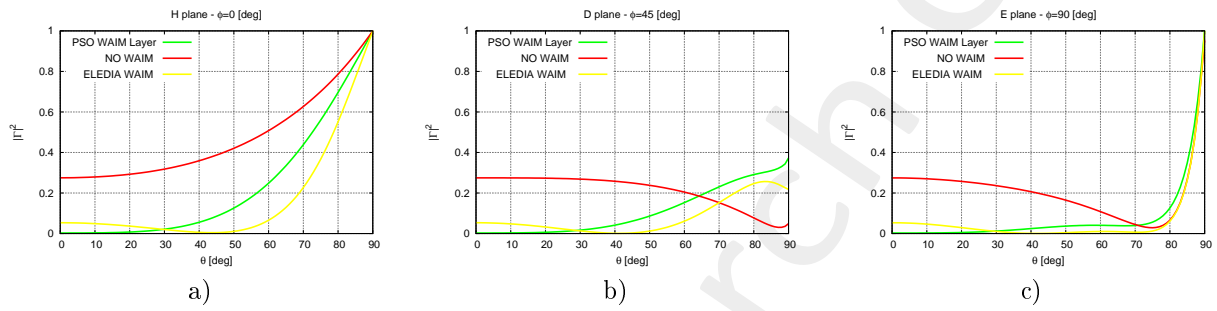 H plane - ϕ=0 [deg]
|Γ|²
1
0.8
0.6
0.4
0.2
0
PSO WAIM Layer
NO WAIM
ELEDIA WAIM
0 10 20 30 40 50 60 70 80 90
θ [deg]
a)
D plane - ϕ=45 [deg]
|Γ|²
1
0.8
0.6
0.4
0.2
0
PSO WAIM Layer
NO WAIM
ELEDIA WAIM
0 10 20 30 40 50 60 70 80 90
θ [deg]
b)
E plane - ϕ=90 [deg]
|Γ|²
1
0.8
0.6
0.4
0.2
0
PSO WAIM Layer
NO WAIM
ELEDIA WAIM
0 10 20 30 40 50 60 70 80 90
θ [deg]
c)
rch